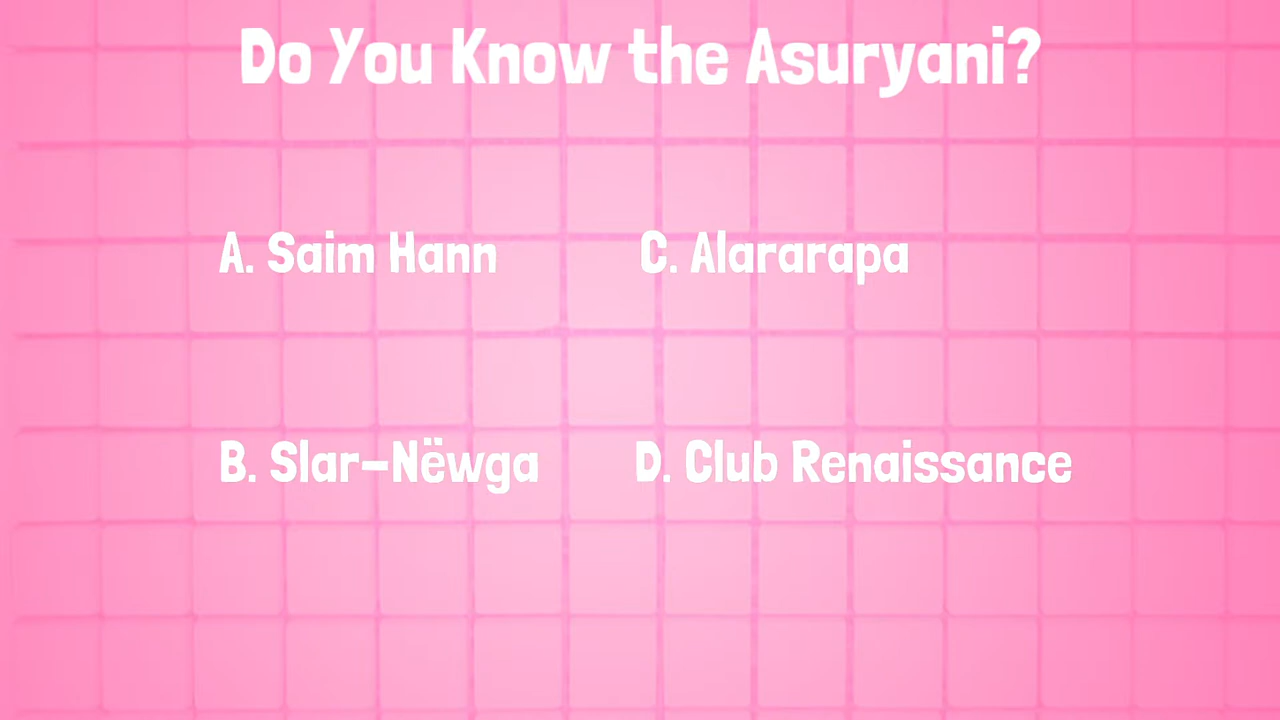 Do You Know the Asuryani?
A. Saim Hann
C. Alararapa
B. Slar-Nëwga
D. Club Renaissance